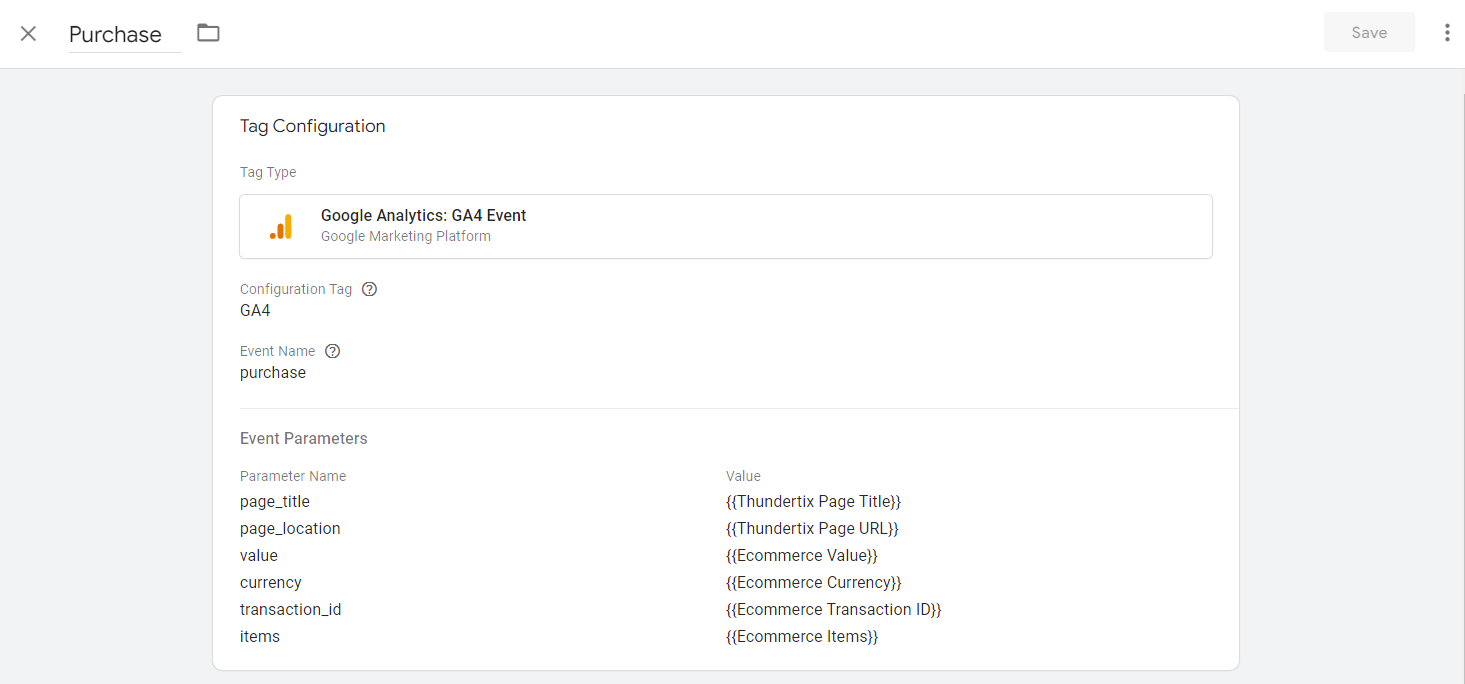 Purchase
Save
Tag Configuration
Tag Type
Google Analytics: GA4 Event
Google Marketing Platform
Configuration Tag
GA4
Event Name
purchase
Event Parameters
Parameter Name Value
page_title {{Thundertix Page Title}}
page_location {{Thundertix Page URL}}
value {{Ecommerce Value}}
currency {{Ecommerce Currency}}
transaction_id {{Ecommerce Transaction ID}}
items {{Ecommerce Items}}